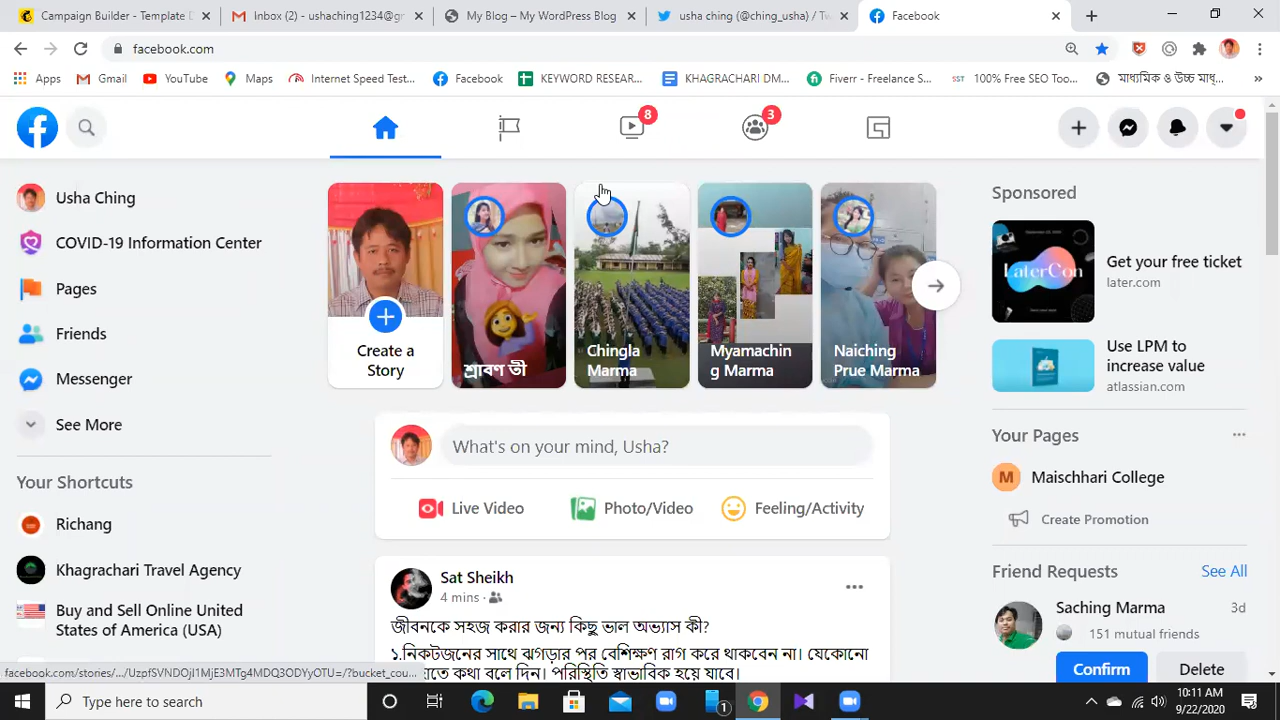 Campaign Builder - Template D
Inbox (2) - ushaching1234@gr
My Blog – My WordPress Blog
usha ching (@ching_usha) / Tw
Facebook
facebook.com
Apps
Gmail
YouTube
Maps
Internet Speed Test...
Facebook
KEYWORD RESEAR...
KHAGRACHARI DM...
Fiverr - Freelance S...
SST 100% Free SEO Too...
মাধ্যমিক ও উচ্চ মাধ্...
»
8
3
Usha Ching
COVID-19 Information Center
Pages
Friends
Messenger
See More
Your Shortcuts
Richang
Khagrachari Travel Agency
Buy and Sell Online United
States of America (USA)
Create a
Story
শ্রাবণ তী
Chingla
Marma
Myamachin
g Marma
Naiching
Prue Marma
What's on your mind, Usha?
Live Video
Photo/Video
Feeling/Activity
Sat Sheikh
4 mins ·
জীবনকে সহজ করার জন্য কিছু ভাল অভ্যাস কী?
১.নিকটজনের সাথে ঝগড়ার পর বেশিক্ষণ রাগ করে থাকবেন না। যেকোনো
তে কথা বলে দিন। পরিস্থিতি স্বাভাবিক হয়ে যাবে।
Sponsored
LATERCON
Get your free ticket
later.com
Use LPM to
increase value
atlassian.com
Your Pages
M
Maischhari College
Create Promotion
Friend Requests
See All
Saching Marma
3d
151 mutual friends
Confirm
Delete
Type here to search
1
10:11 AM
9/22/2020